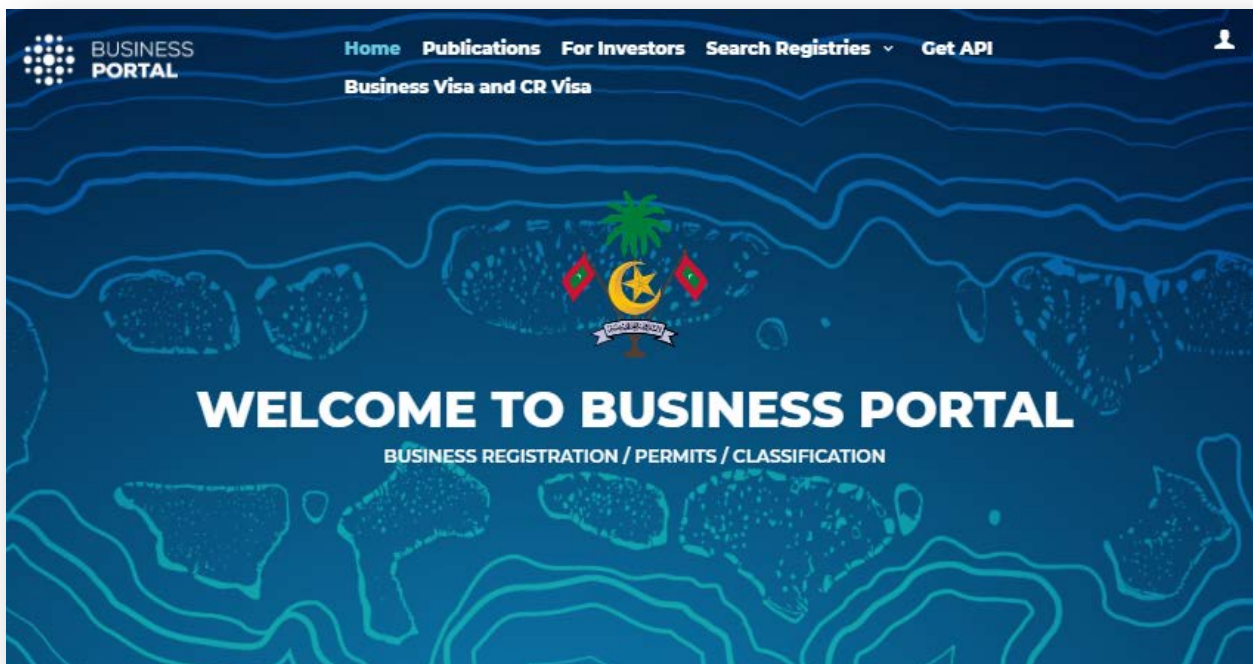 BUSINESS
PORTAL
Home Publications For Investors Search Registries Get API
Business Visa and CR Visa
WELCOME TO BUSINESS PORTAL
BUSINESS REGISTRATION / PERMITS / CLASSIFICATION